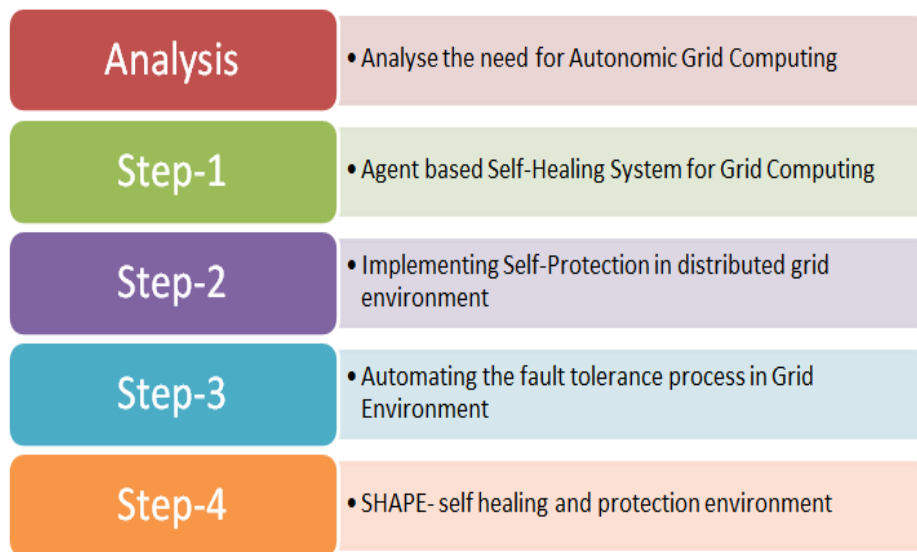 Analysis
• Analyse the need for Autonomic Grid Computing
Step-1
• Agent based Self-Healing System for Grid Computing
Step-2
• Implementing Self-Protection in distributed grid
environment
Step-3
• Automating the fault tolerance process in Grid
Environment
Step-4
• SHAPE- self healing and protection environment